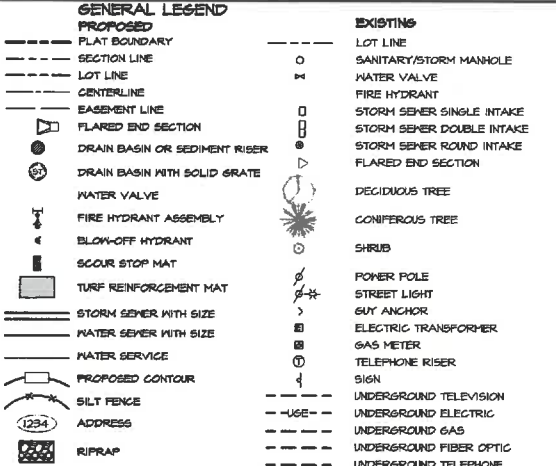 GENERAL LEGEND
PROPOSED
PLAT BOUNDARY
SECTION LINE
LOT LINE
CENTERLINE
EASEMENT LINE
FLARED END SECTION
DRAIN BASIN OR SEDIMENT RISER
ST DRAIN BASIN WITH SOLID GRATE
WATER VALVE
FIRE HYDRANT ASSEMBLY
BLOW-OFF HYDRANT
SCOUR STOP MAT
TURF REINFORCEMENT MAT
STORM SEWER WITH SIZE
WATER SEWER WITH SIZE
WATER SERVICE
PROPOSED CONTOUR
SILT FENCE
1234 ADDRESS
RIPRAP
EXISTING
LOT LINE
SANITARY/STORM MANHOLE
WATER VALVE
FIRE HYDRANT
STORM SEWER SINGLE INTAKE
STORM SEWER DOUBLE INTAKE
STORM SEWER ROUND INTAKE
FLARED END SECTION
DECIDUOUS TREE
CONIFEROUS TREE
SHRUB
POWER POLE
STREET LIGHT
GUY ANCHOR
E ELECTRIC TRANSFORMER
GAS METER
T TELEPHONE RISER
SIGN
UNDERGROUND TELEVISION
USE UNDERGROUND ELECTRIC
UNDERGROUND GAS
UNDERGROUND FIBER OPTIC
UNDERGROUND TELEPHONE